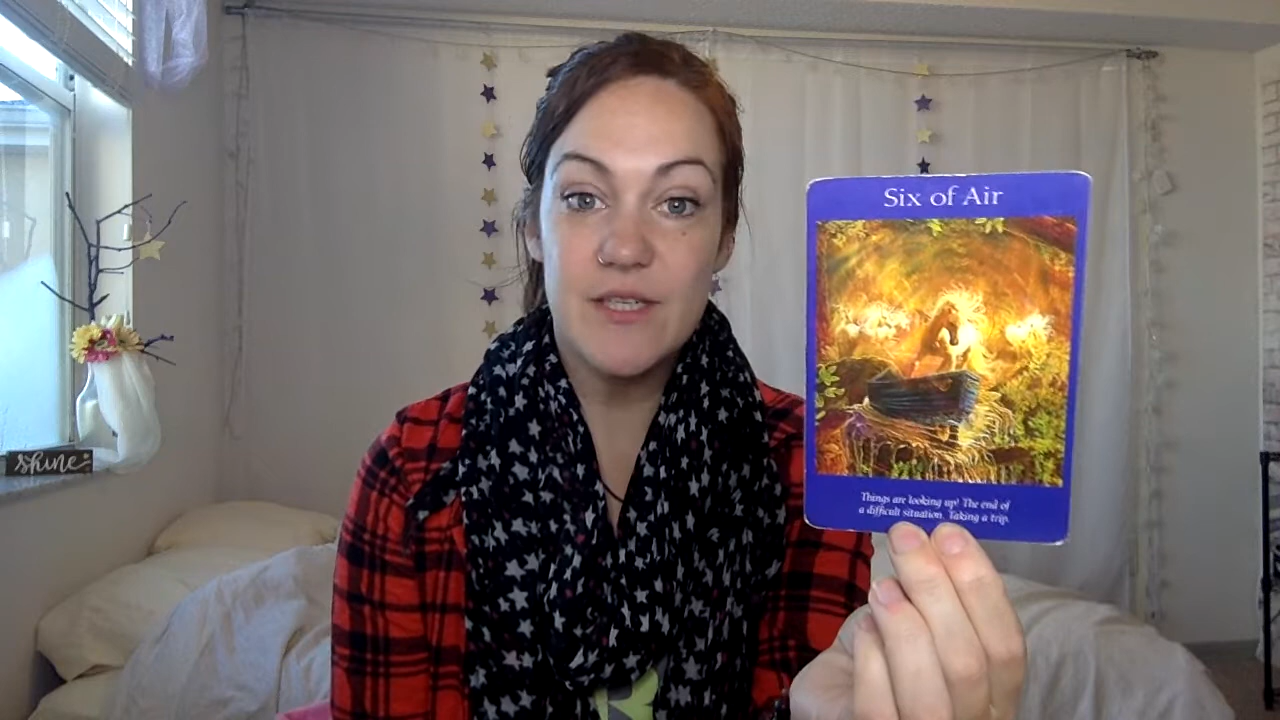 Six of Air
shine
Things are looking up! The end of
a difficult situation. Taking a trip.